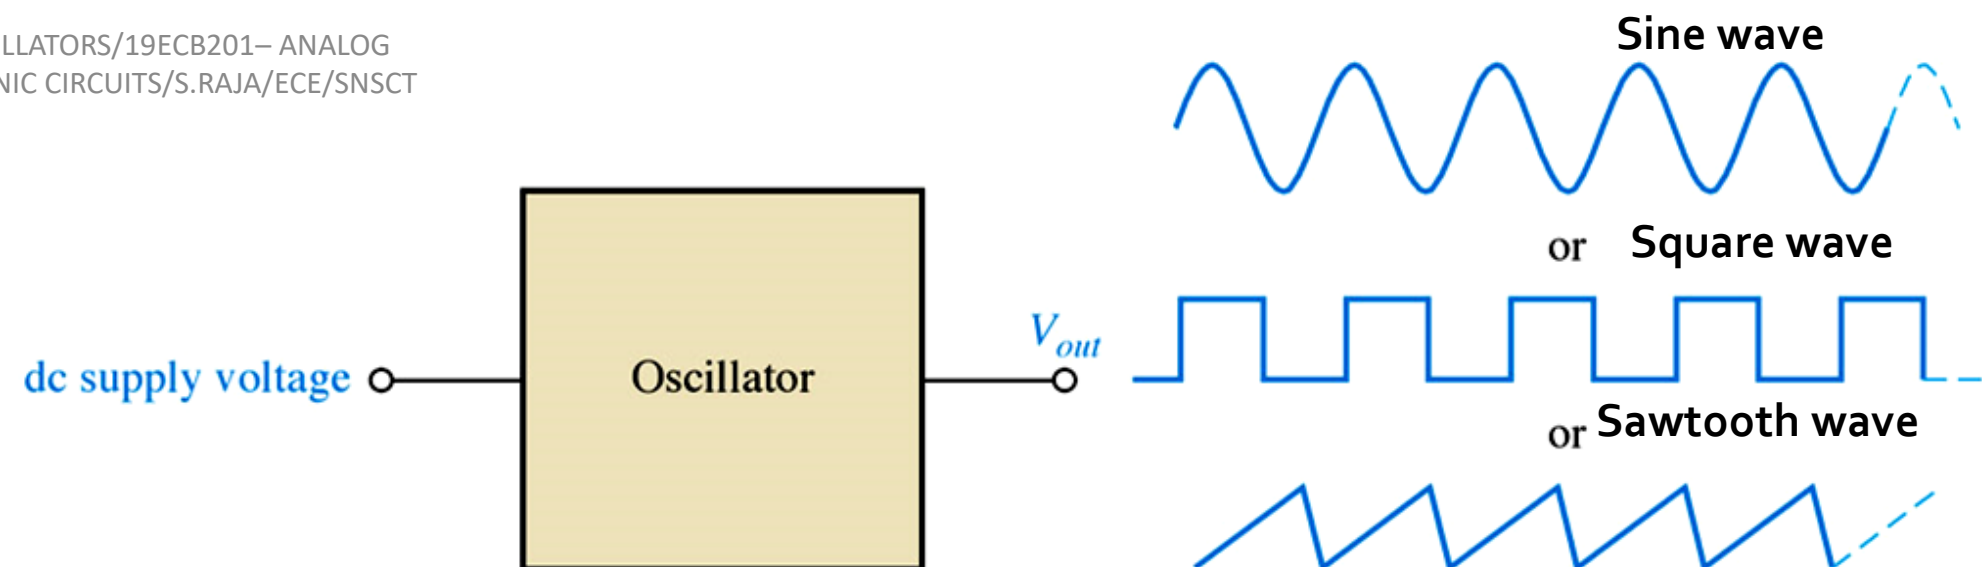 LLATORS/19ECB201– ANALOG
NIC CIRCUITS/S.RAJA/ECE/SNSCT
Sine wave
or Square wave
V out
dc supply voltage
Oscillator
or Sawtooth wave